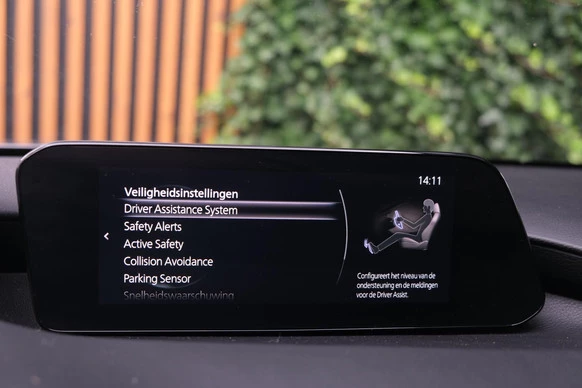 14:11
Veiligheidsinstellingen
Driver Assistance System
Safety Alerts
Active Safety
Collision Avoidance
Parking Sensor
Snelheidswaarschuwing
Configureert het niveau van de
ondersteuning en de meldingen
voor de Driver Assist.